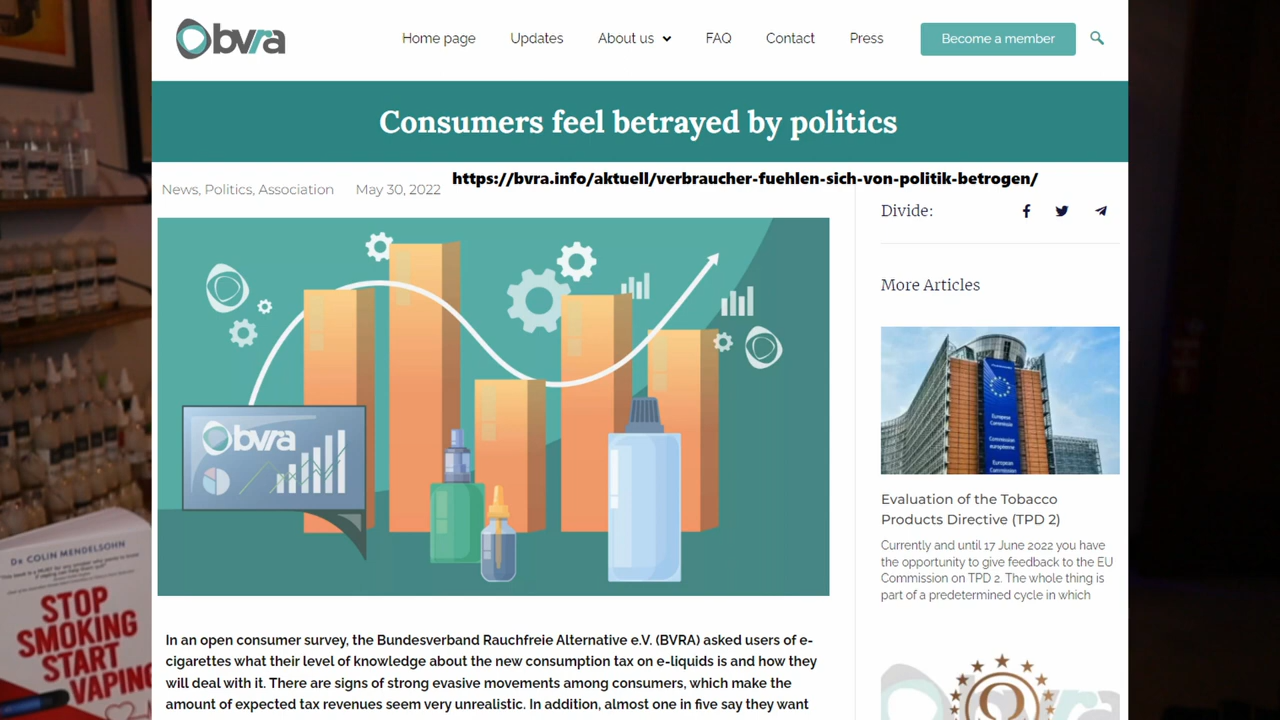 bvra
Home page Updates About us FAQ Contact Press Become a member
Consumers feel betrayed by politics
https://bvra.info/aktuell/verbraucher-fuehlen-sich-von-politik-betrogen/
News, Politics, Association May 30, 2022
Divide:
More Articles
bvra
European
Commission
Commission
européenne
European
Commission
Evaluation of the Tobacco
Products Directive (TPD 2)
Currently and until 17 June 2022 you have
the opportunity to give feedback to the EU
Commission on TPD 2. The whole thing is
part of a predetermined cycle in which
In an open consumer survey, the Bundesverband Rauchfreie Alternative e.V. (BVRA) asked users of e-
cigarettes what their level of knowledge about the new consumption tax on e-liquids is and how they
will deal with it. There are signs of strong evasive movements among consumers, which make the
amount of expected tax revenues seem very unrealistic. In addition, almost one in five say they want
bvra
DR COLIN MENDELSOHN
STOP
SMOKING
START
VAPING